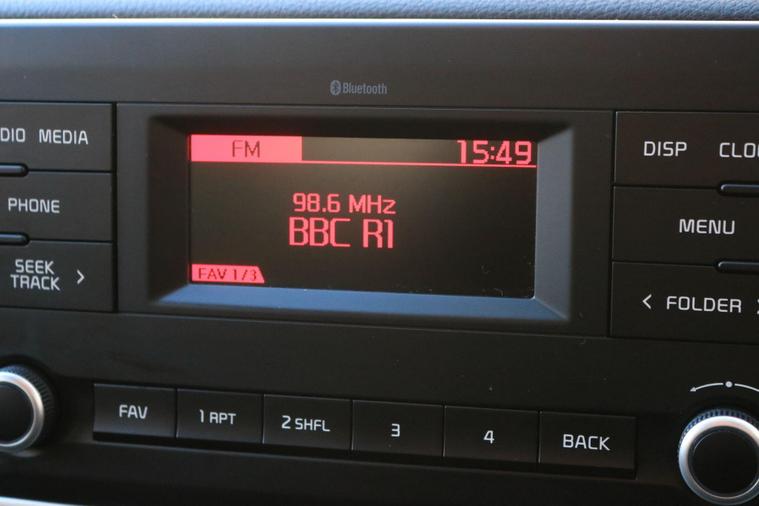 Bluetooth
DIO MEDIA
PHONE
SEEK
TRACK >
FM 15:49
98.6 MHz
BBC R1
FAV 1/3
DISP CLO
MENU
< FOLDER
FAV 1 RPT 2 SHFL 3 4 BACK